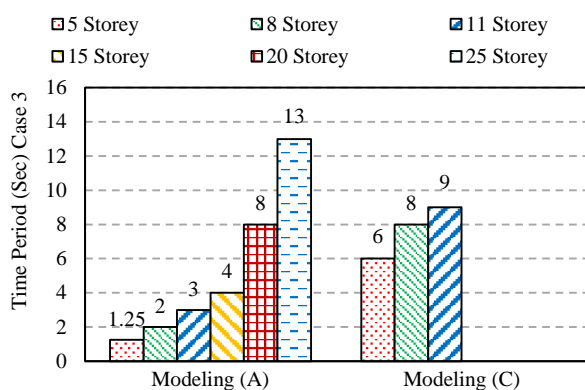 5 Storey 8 Storey 11 Storey
15 Storey 20 Storey 25 Storey
Time Period (Sec) Case 3
16
14
12
10
8
6
4
2
0
1.25 2 3 4 8 13
6 8 9
Modeling (A) Modeling (C)